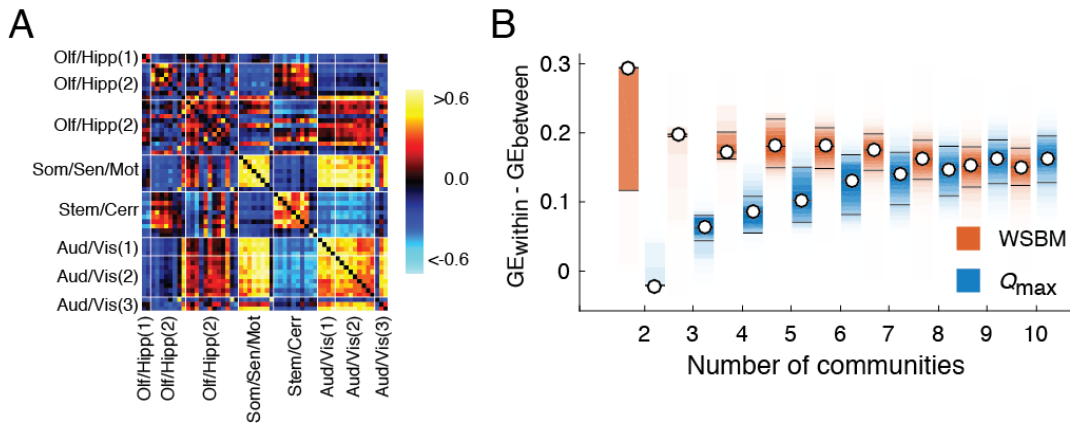 A
Olf/Hipp(1)
Olf/Hipp(2)
Olf/Hipp(2)
Som/Sen/Mot
Stem/Cerr
Aud/Vis(1)
Aud/Vis(2)
Aud/Vis(3)
Olf/Hipp(1)
Olf/Hipp(2)
Olf/Hipp(2)
Som/Sen/Mot
Stem/Cerr
Aud/Vis(1)
Aud/Vis(2)
Aud/Vis(3)
>0.6
0.0
<-0.6
B
GEwithin - GEbetween
0.3
0.2
0.1
0
WSBM
Qmax
2 3 4 5 6 7 8 9 10
Number of communities